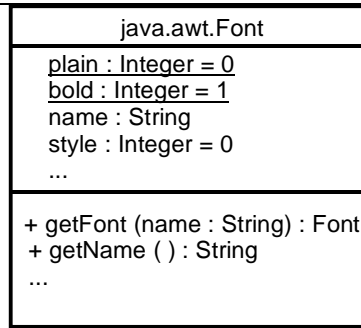 java.awt.Font
plain : Integer = 0
bold : Integer = 1
name : String
style : Integer = 0
...
+ getFont (name : String) : Font
+ getName ( ) : String
...